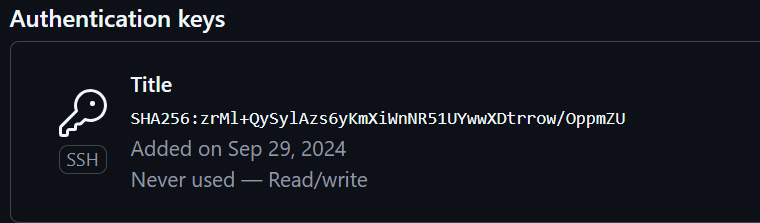 Authentication keys
Title
SHA256:zrMl+QySylAzs6yKmXiWnNR51UYwwXDtrrow/OppmZU
SSH
Added on Sep 29, 2024
Never used — Read/write